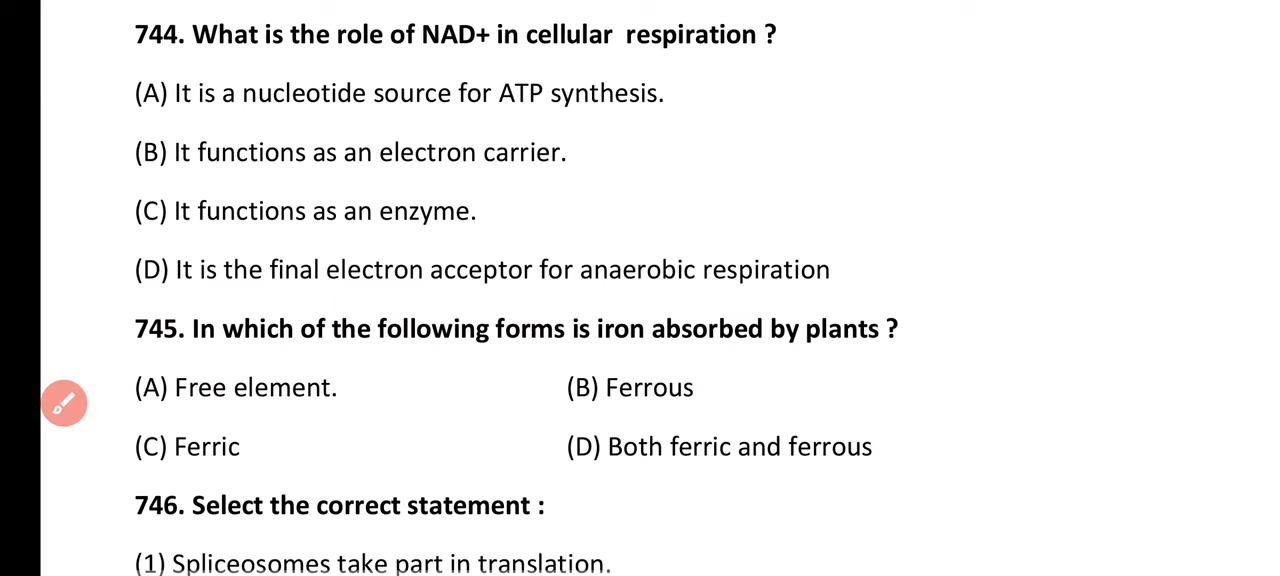 744. What is the role of NAD+ in cellular respiration ?
(A) It is a nucleotide source for ATP synthesis.
(B) It functions as an electron carrier.
(C) It functions as an enzyme.
(D) It is the final electron acceptor for anaerobic respiration
745. In which of the following forms is iron absorbed by plants ?
(A) Free element. (B) Ferrous
(C) Ferric (D) Both ferric and ferrous
746. Select the correct statement :
(1) Spliceosomes take part in translation.